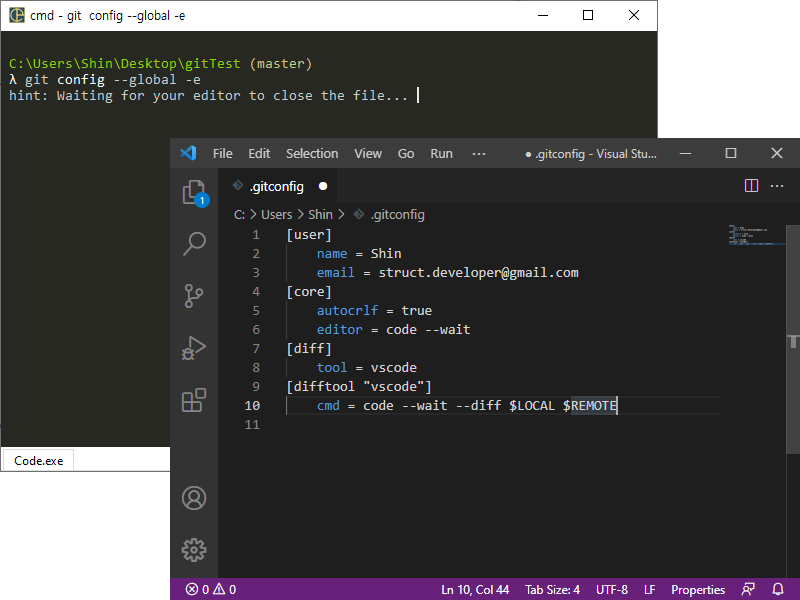 cmd - git  config --global -e
C:\Users\Shin\Desktop\gitTest (master)
λ git config --global -e
hint: Waiting for your editor to close the file...
Code.exe
File Edit Selection View Go Run ··· ● .gitconfig - Visual Stu...
1
.gitconfig ●
C: > Users > Shin > .gitconfig
1 [user]
2 name = Shin
3 email = struct.developer@gmail.com
4 [core]
5 autocrlf = true
6 editor = code --wait
7 [diff]
8 tool = vscode
9 [difftool "vscode"]
10 cmd = code --wait --diff $LOCAL $REMOTE
11
0 0 Ln 10, Col 44 Tab Size: 4 UTF-8 LF Properties